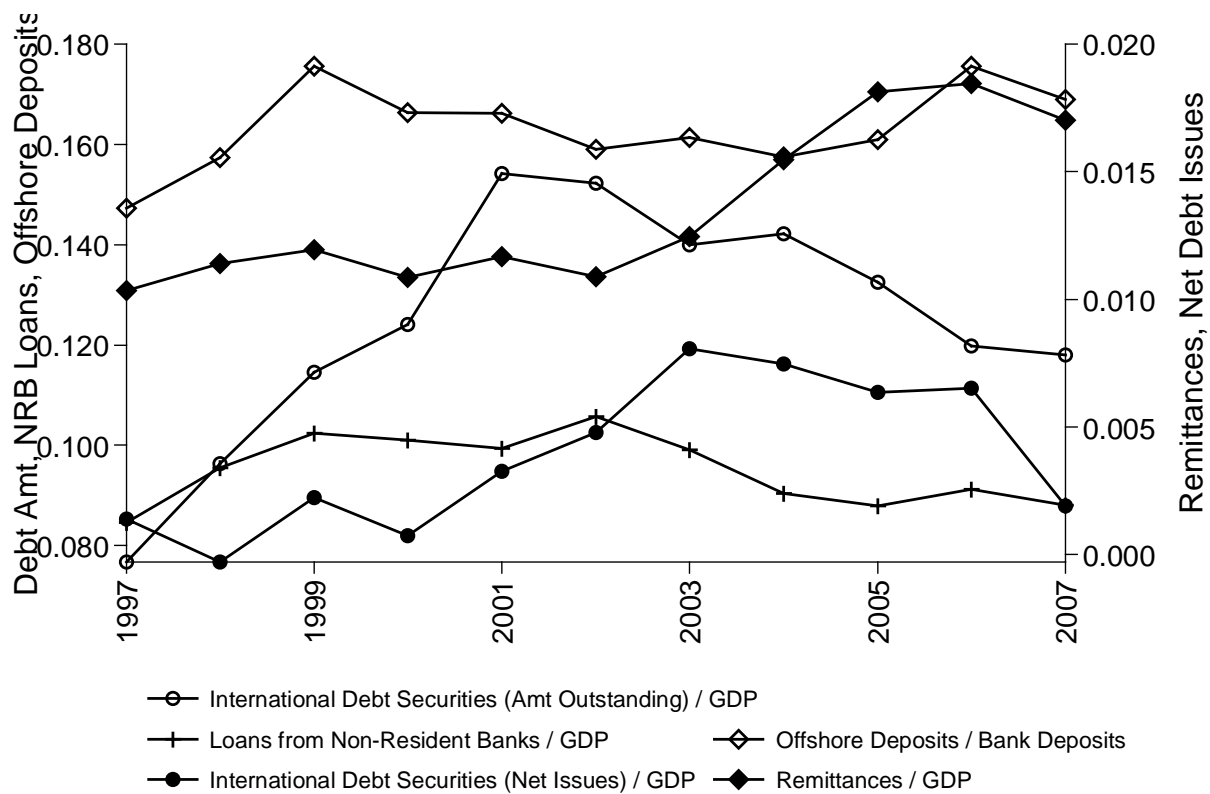 Debt Amt, NRB Loans, Offshore Deposits
0.180
0.160
0.140
0.120
0.100
0.080
0.020
0.015
0.010
0.005
0.000
Remittances, Net Debt Issues
1997
1999
2001
2003
2005
2007
International Debt Securities (Amt Outstanding) / GDP
Loans from Non-Resident Banks / GDP
Offshore Deposits / Bank Deposits
International Debt Securities (Net Issues) / GDP
Remittances / GDP